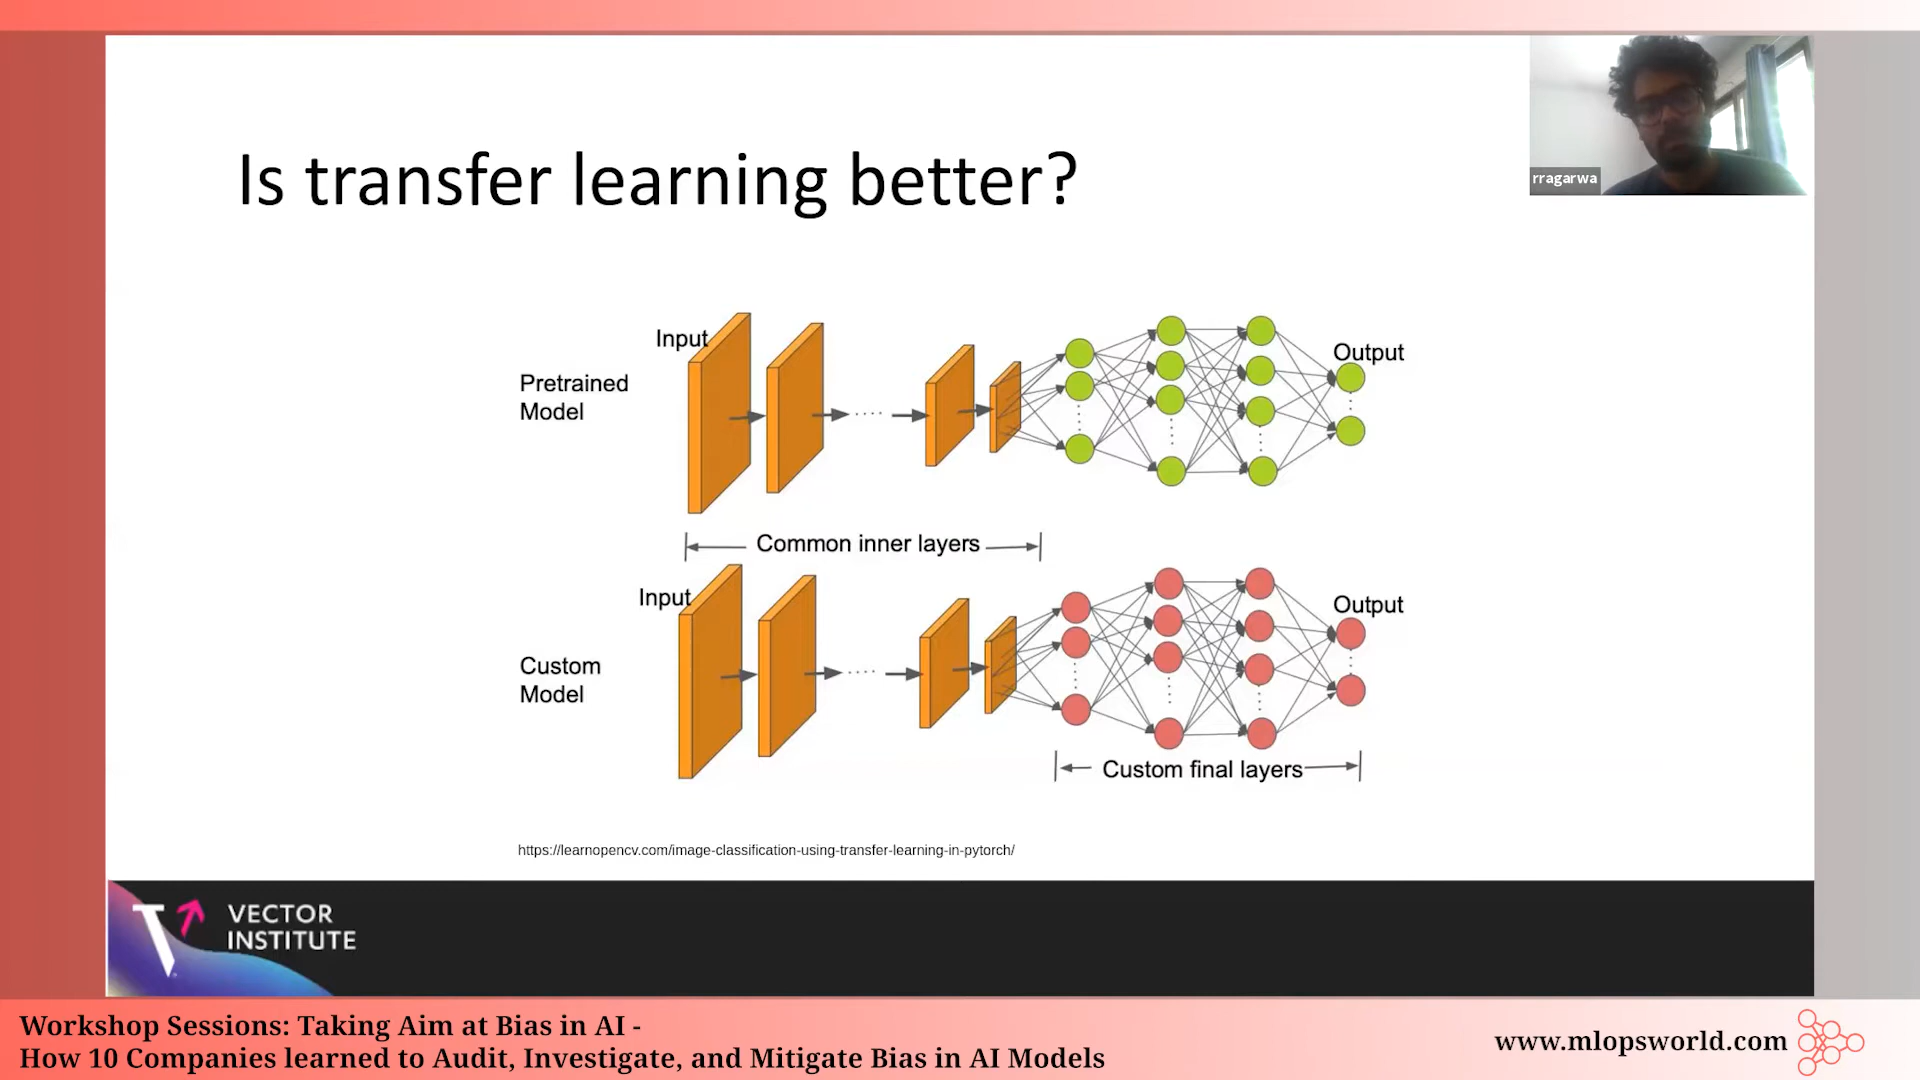 rragarwa
Is transfer learning better?
Input
Output
Pretrained
Model
Common inner layers
Input
Output
Custom
Model
Custom final layers
https://learnopencv.com/image-classification-using-transfer-learning-in-pytorch/
VECTOR
INSTITUTE
Workshop Sessions: Taking Aim at Bias in AI -
How 10 Companies learned to Audit, Investigate, and Mitigate Bias in AI Models
www.mlopsworld.com